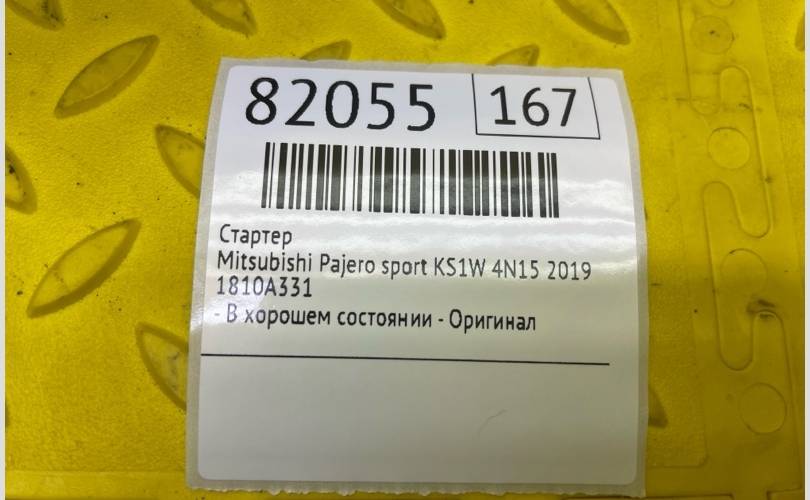 82055 167
Стартер
Mitsubishi Pajero sport KS1W 4N15 2019
1810A331
- В хорошем состоянии - Оригинал